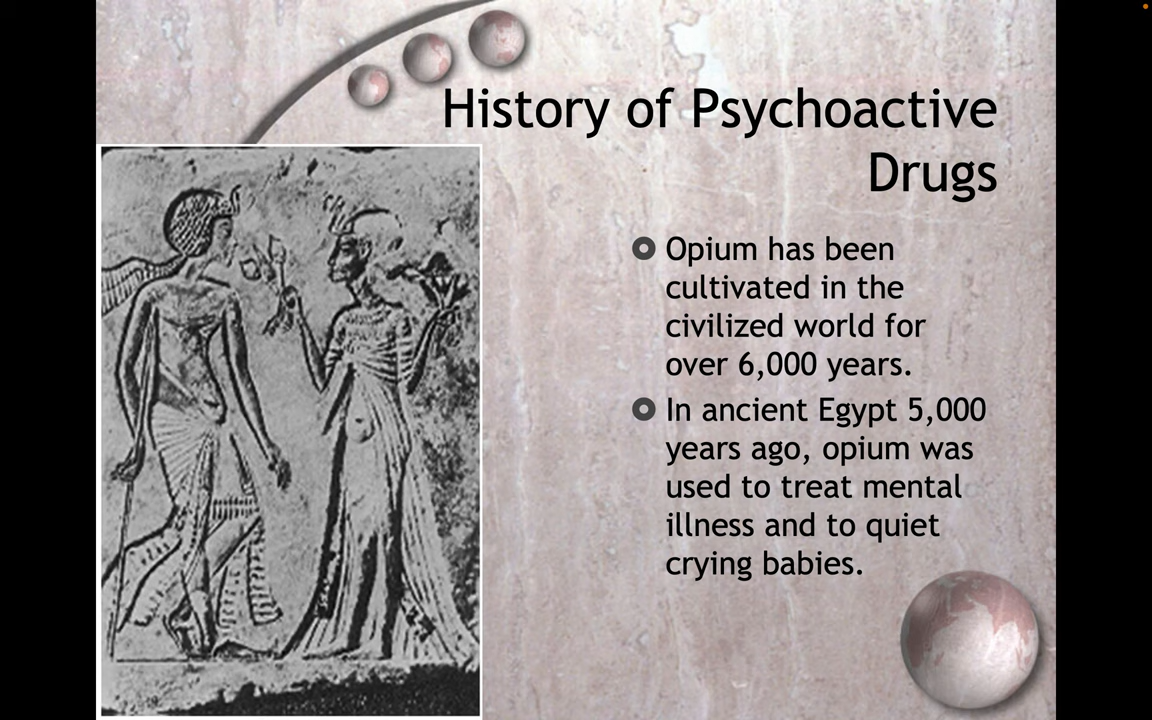 History of Psychoactive
Drugs
Opium has been
cultivated in the
civilized world for
over 6,000 years.
In ancient Egypt 5,000
years ago, opium was
used to treat mental
illness and to quiet
crying babies.